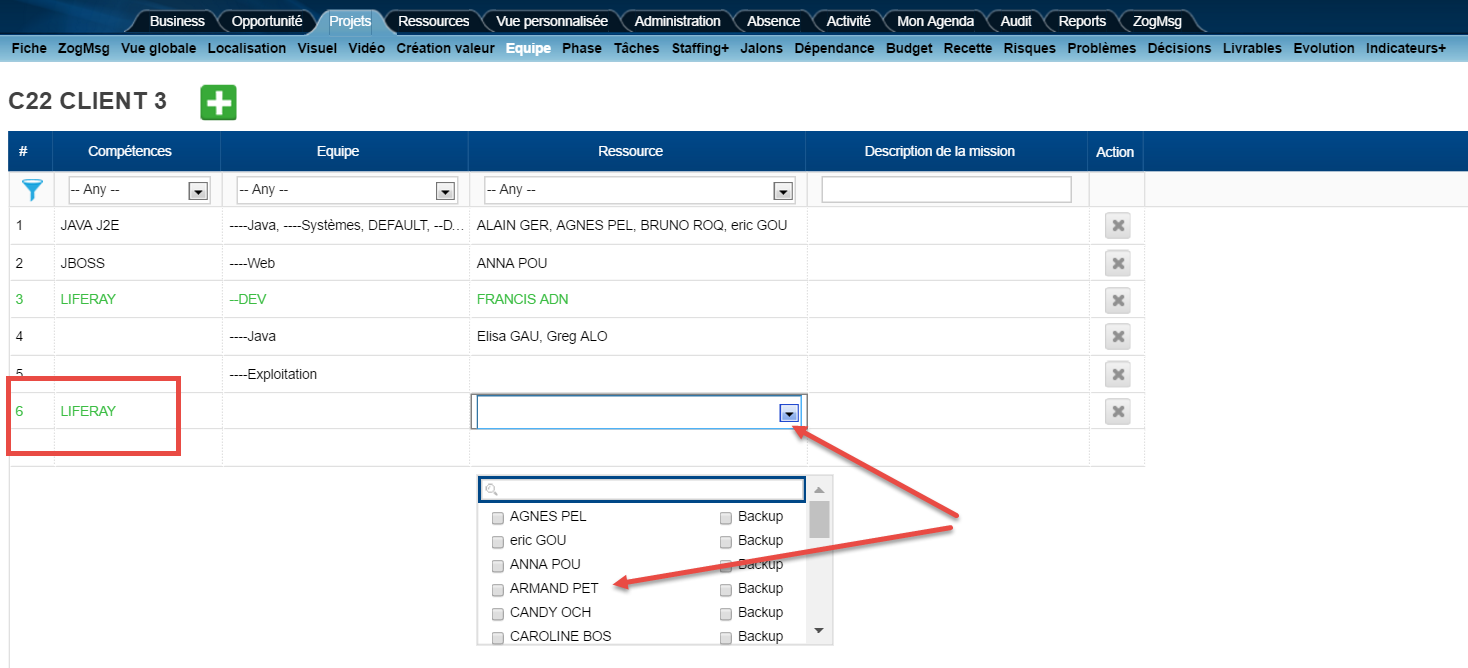 Business Opportunité Projets Ressources Vue personnalisée Administration Absence Activité Mon Agenda Audit Reports ZogMsg
Fiche ZogMsg Vue globale Localisation Visuel Vidéo Création valeur Equipe Phase Tâches Staffing+ Jalons Dépendance Budget Recette Risques Problèmes Décisions Livrables Evolution Indicateurs+
C22 CLIENT 3
# Compétences Equipe Ressource Description de la mission Action
-- Any -- -- Any -- -- Any --
1 JAVA J2E ----Java, ----Systèmes, DEFAULT, --D... ALAIN GER, AGNES PEL, BRUNO ROQ, eric GOU
2 JBOSS ----Web ANNA POU
3 LIFERAY --DEV FRANCIS ADN
4 ----Java Elisa GAU, Greg ALO
5 ----Exploitation
6 LIFERAY
AGNES PEL Backup
eric GOU Backup
ANNA POU Backup
ARMAND PET Backup
CANDY OCH Backup
CAROLINE BOS Backup